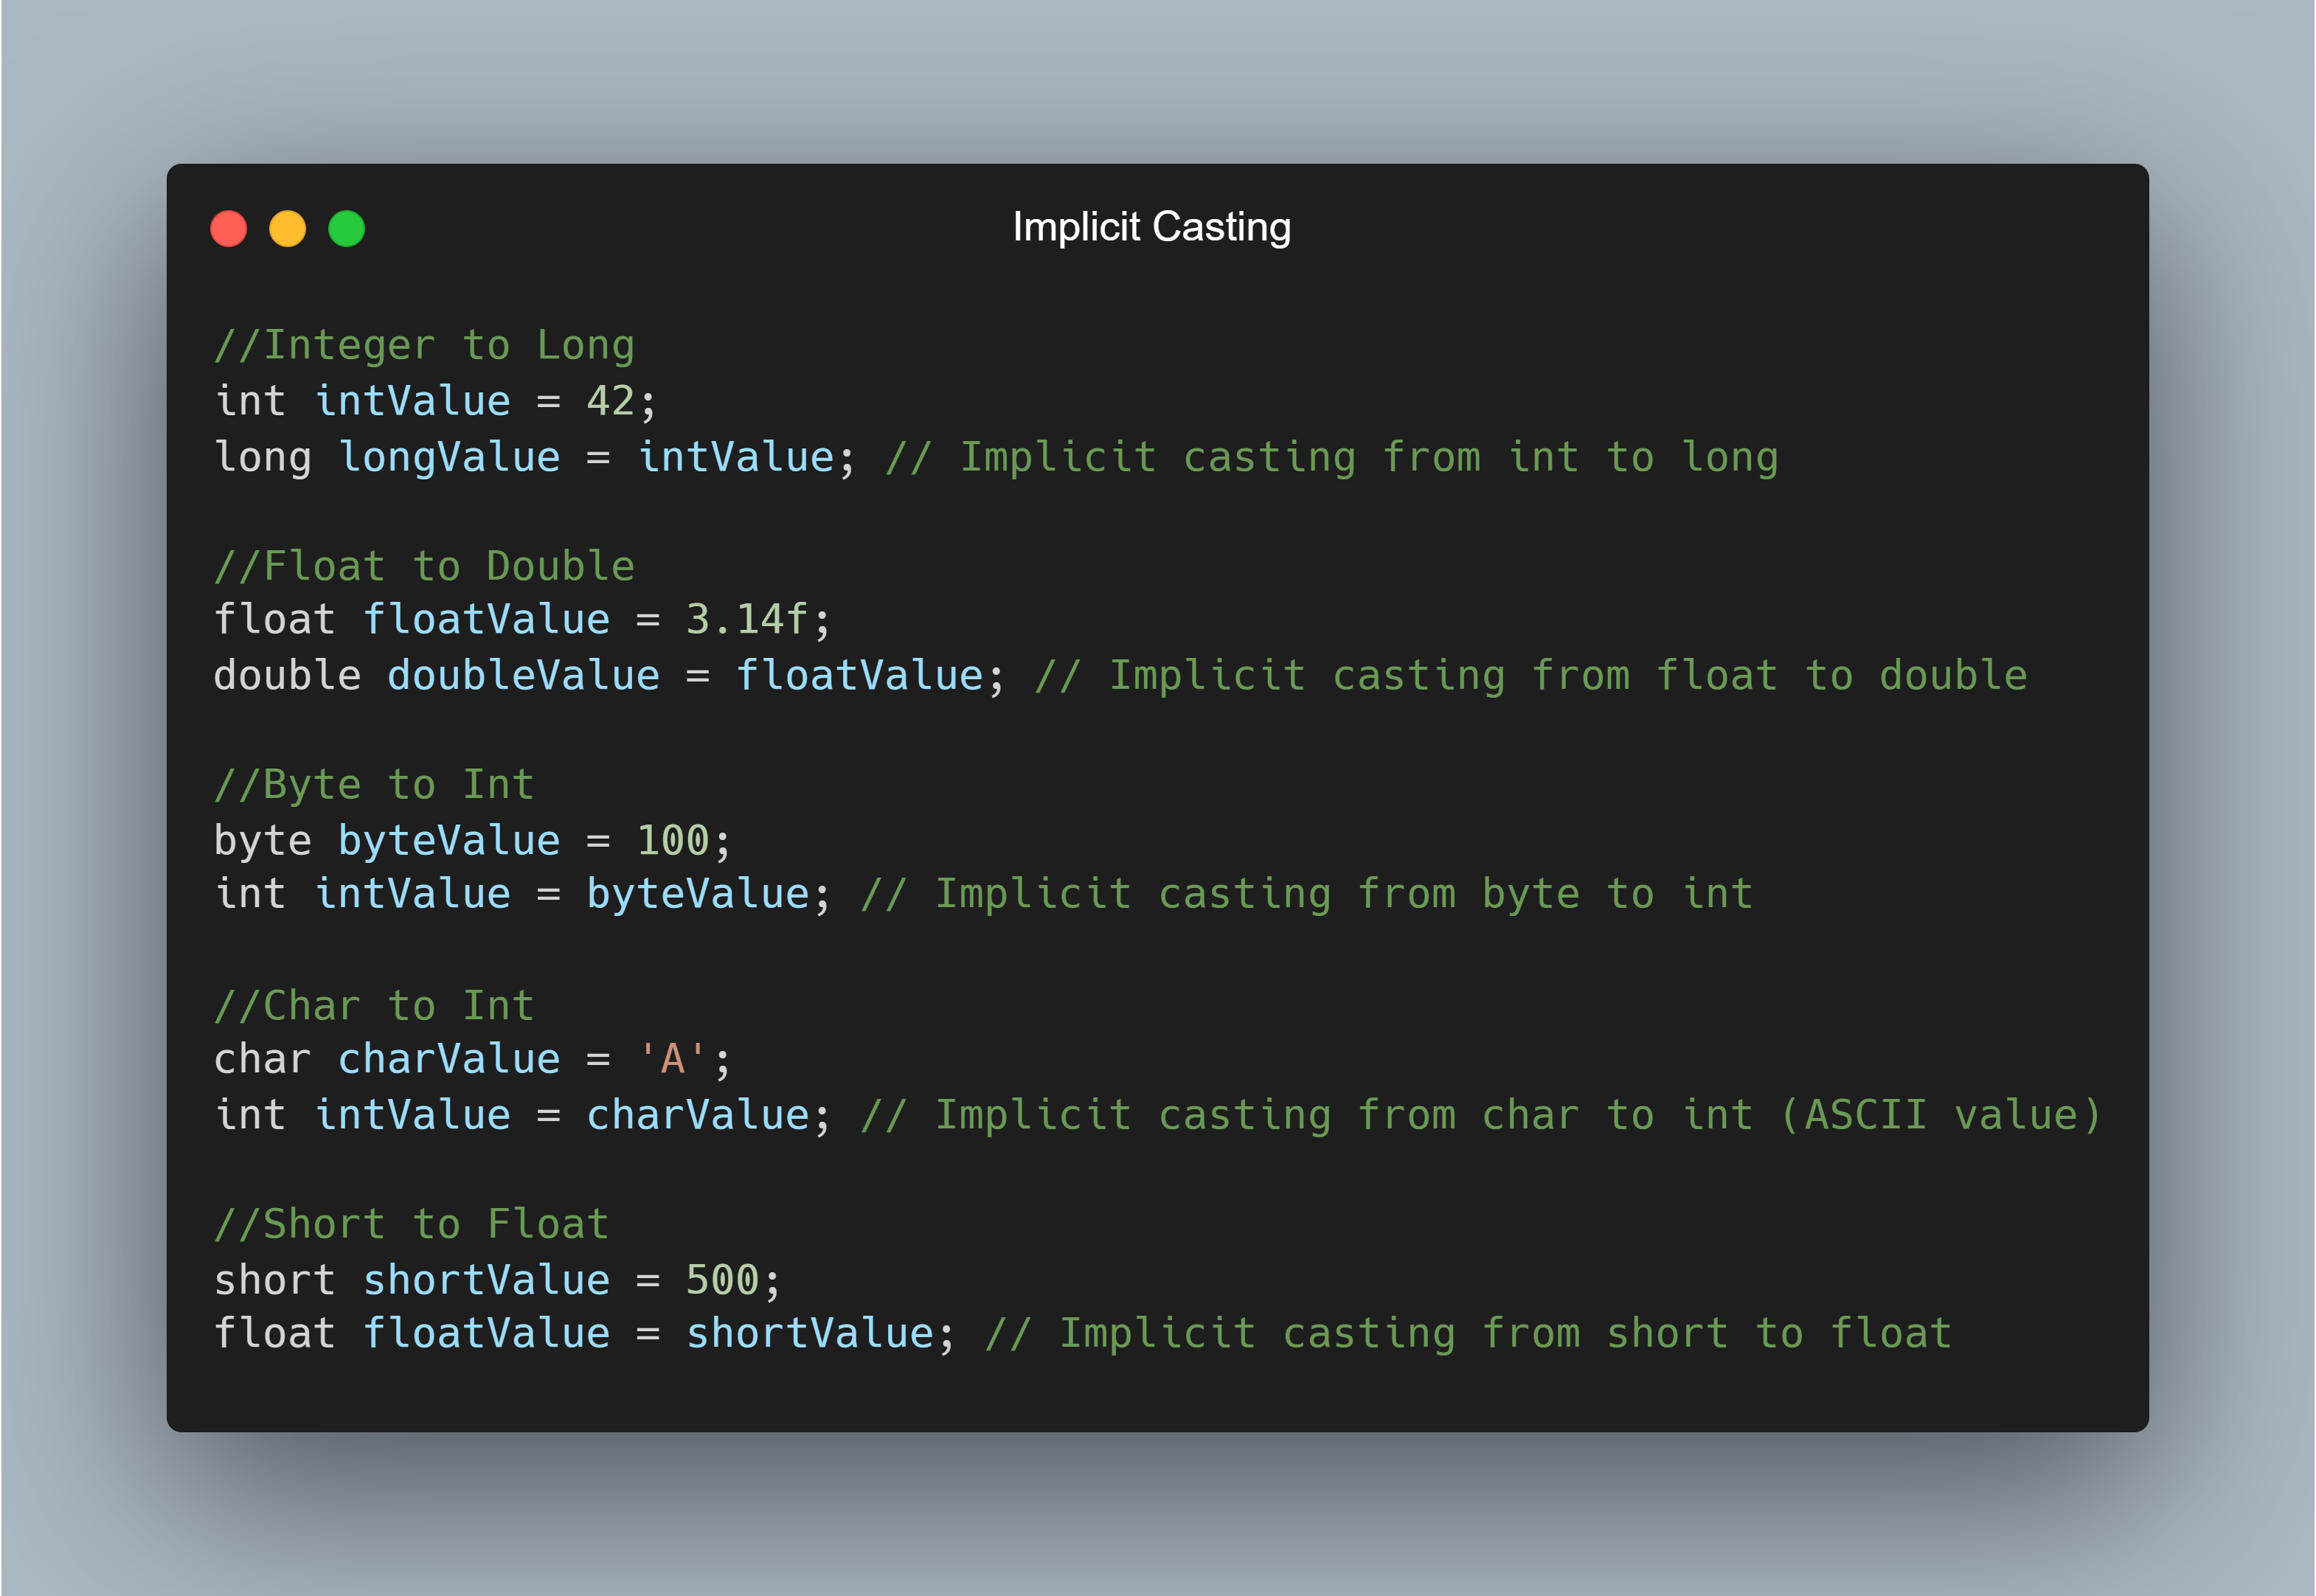 Implicit Casting
//Integer to Long
int intValue = 42;
long longValue = intValue; // Implicit casting from int to long
//Float to Double
float floatValue = 3.14f;
double doubleValue = floatValue; // Implicit casting from float to double
//Byte to Int
byte byteValue = 100;
int intValue = byteValue; // Implicit casting from byte to int
//Char to Int
char charValue = 'A';
int intValue = charValue; // Implicit casting from char to int (ASCII value)
//Short to Float
short shortValue = 500;
float floatValue = shortValue; // Implicit casting from short to float